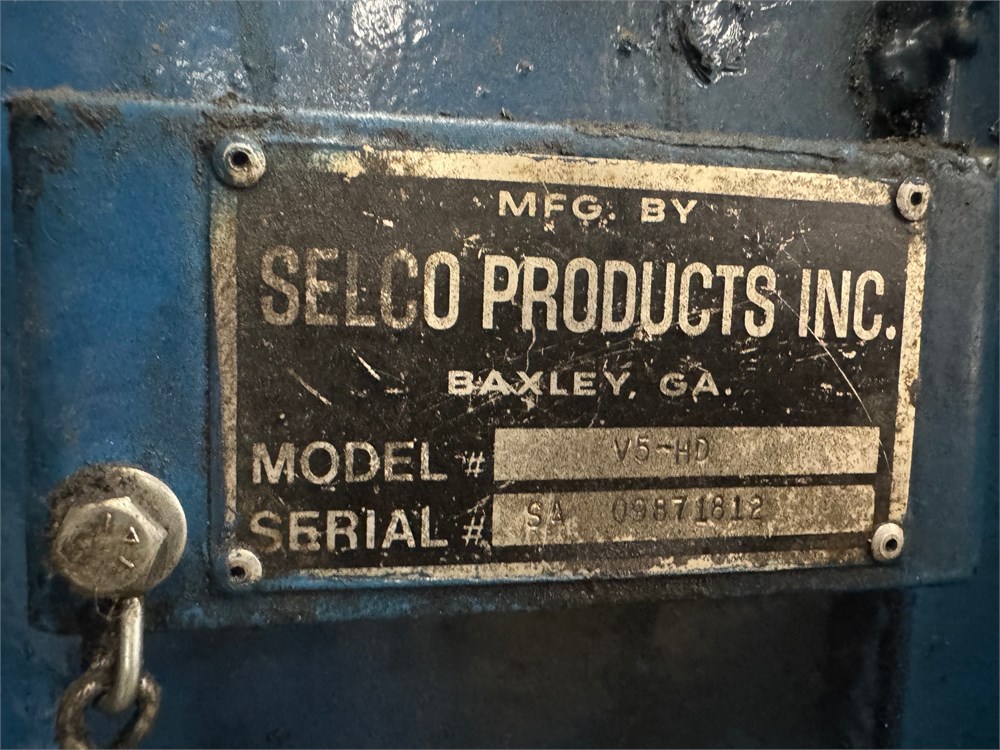 MFG. BY
SELCO PRODUCTS INC.
BAXLEY, GA.
MODEL # V5-HD
SERIAL # SA 09871812